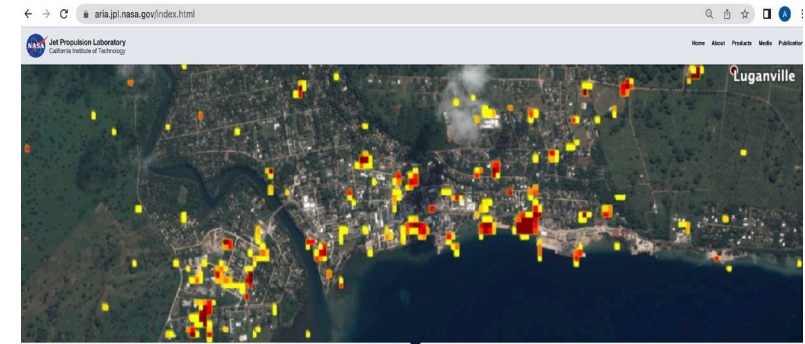 aria.jpl.nasa.gov/index.html
A
NASA
Jet Propulsion Laboratory
California Institute of Technology
Home About Products Media Publication
Luganville